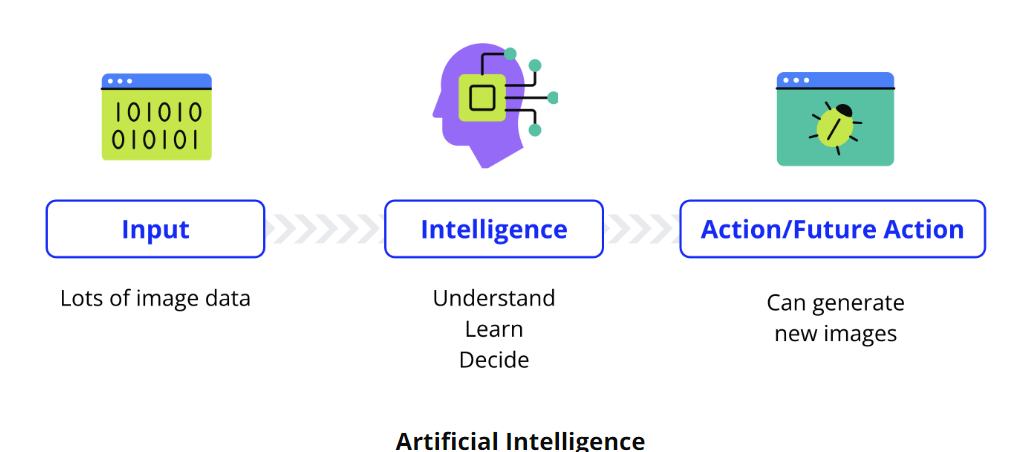 101010
010101
Input
Intelligence
Action/Future Action
Lots of image data
Understand
Learn
Decide
Can generate
new images
Artificial Intelligence